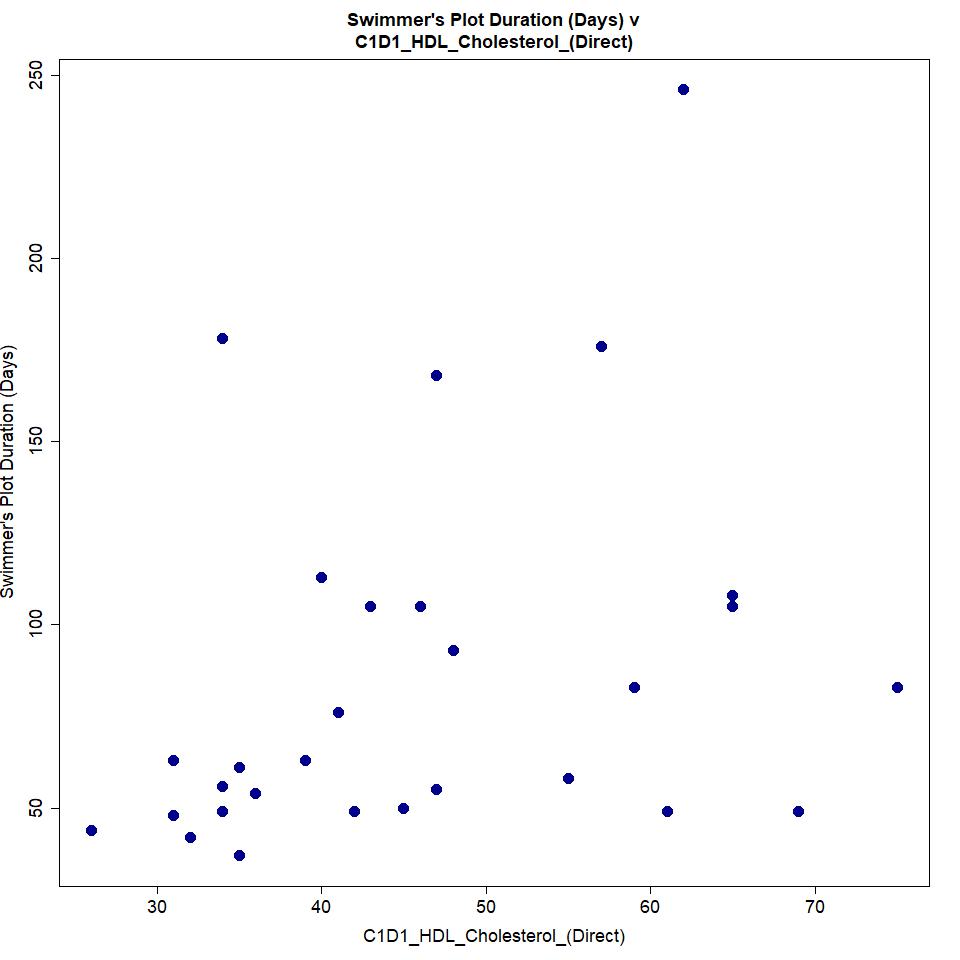 Swimmer's Plot Duration (Days) v
C1D1_HDL_Cholesterol_(Direct)
Swimmer's Plot Duration (Days)
250
200
150
100
50
30 40 50 60 70
C1D1_HDL_Cholesterol_(Direct)